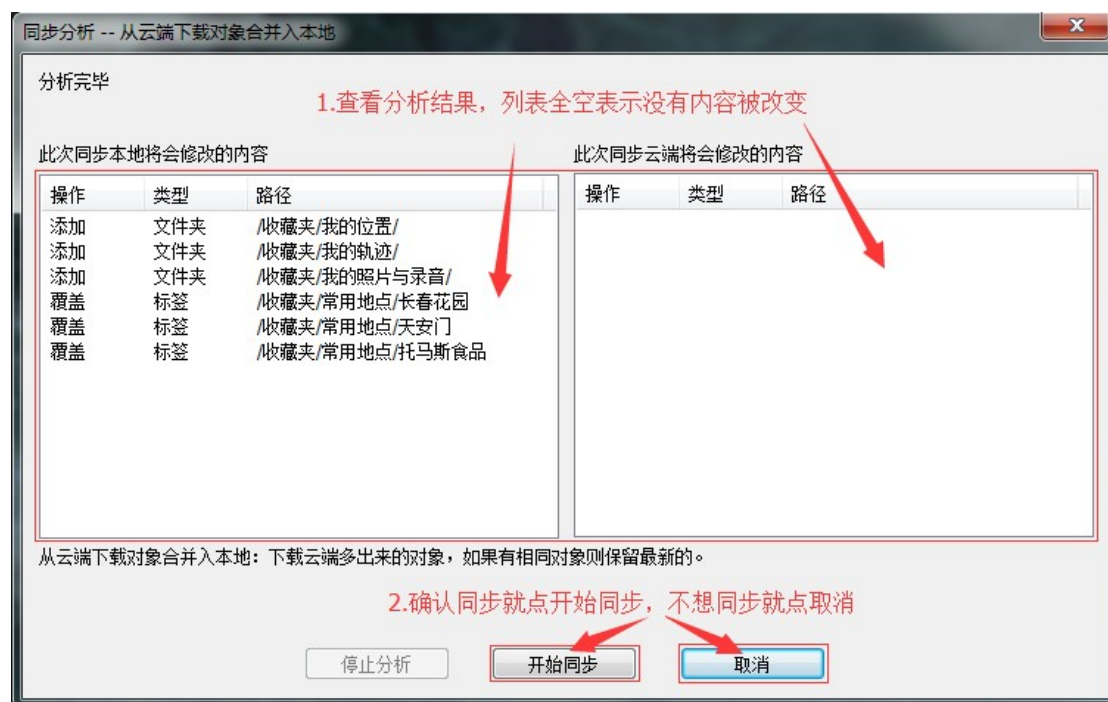 同步分析 -- 从云端下载对象合并入本地
分析完毕
1.查看分析结果，列表全空表示没有内容被改变
此次同步本地将会修改的内容
此次同步云端将会修改的内容
操作 类型 路径
操作 类型 路径
添加 文件夹 /收藏夹/我的位置/
添加 文件夹 /收藏夹/我的轨迹/
添加 文件夹 /收藏夹/我的照片与录音/
覆盖 标签 /收藏夹/常用地点/长春花园
覆盖 标签 /收藏夹/常用地点/天安门
覆盖 标签 /收藏夹/常用地点/托马斯食品
从云端下载对象合并入本地：下载云端多出来的对象，如果有相同对象则保留最新的。
2.确认同步就点开始同步，不想同步就点取消
停止分析 开始同步 取消